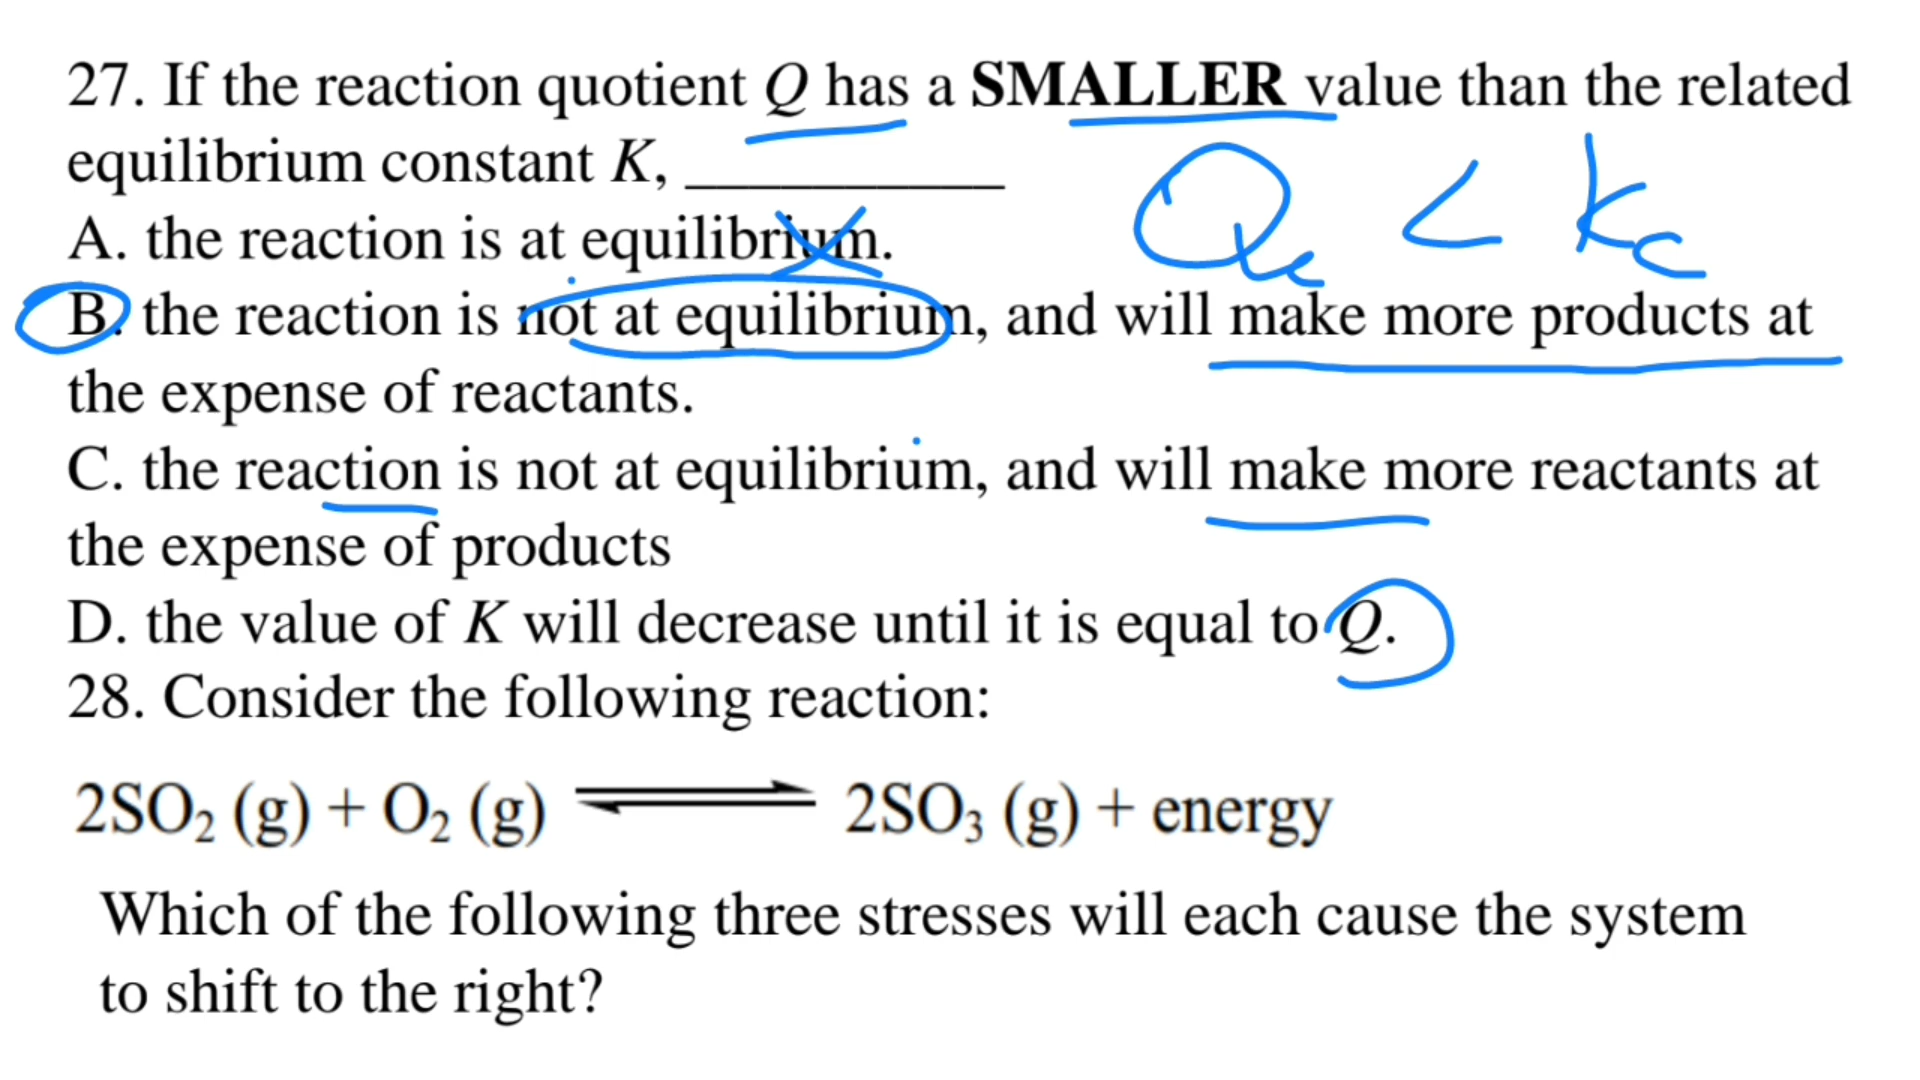 27. If the reaction quotient Q has a SMALLER value than the related
equilibrium constant K, __________
Qc < kc
A. the reaction is at equilibrium.
B. the reaction is not at equilibrium, and will make more products at
the expense of reactants.
C. the reaction is not at equilibrium, and will make more reactants at
the expense of products
D. the value of K will decrease until it is equal to Q.
28. Consider the following reaction:
2SO₂ (g) + O₂ (g) ⇌ 2SO₃ (g) + energy
Which of the following three stresses will each cause the system
to shift to the right?